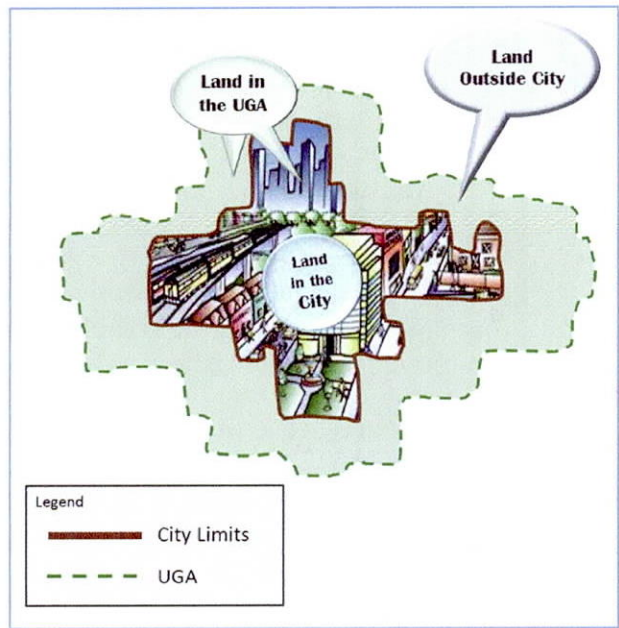 Land
Outside City
Land in
the UGA
Land
in the
City
Legend
City Limits
UGA